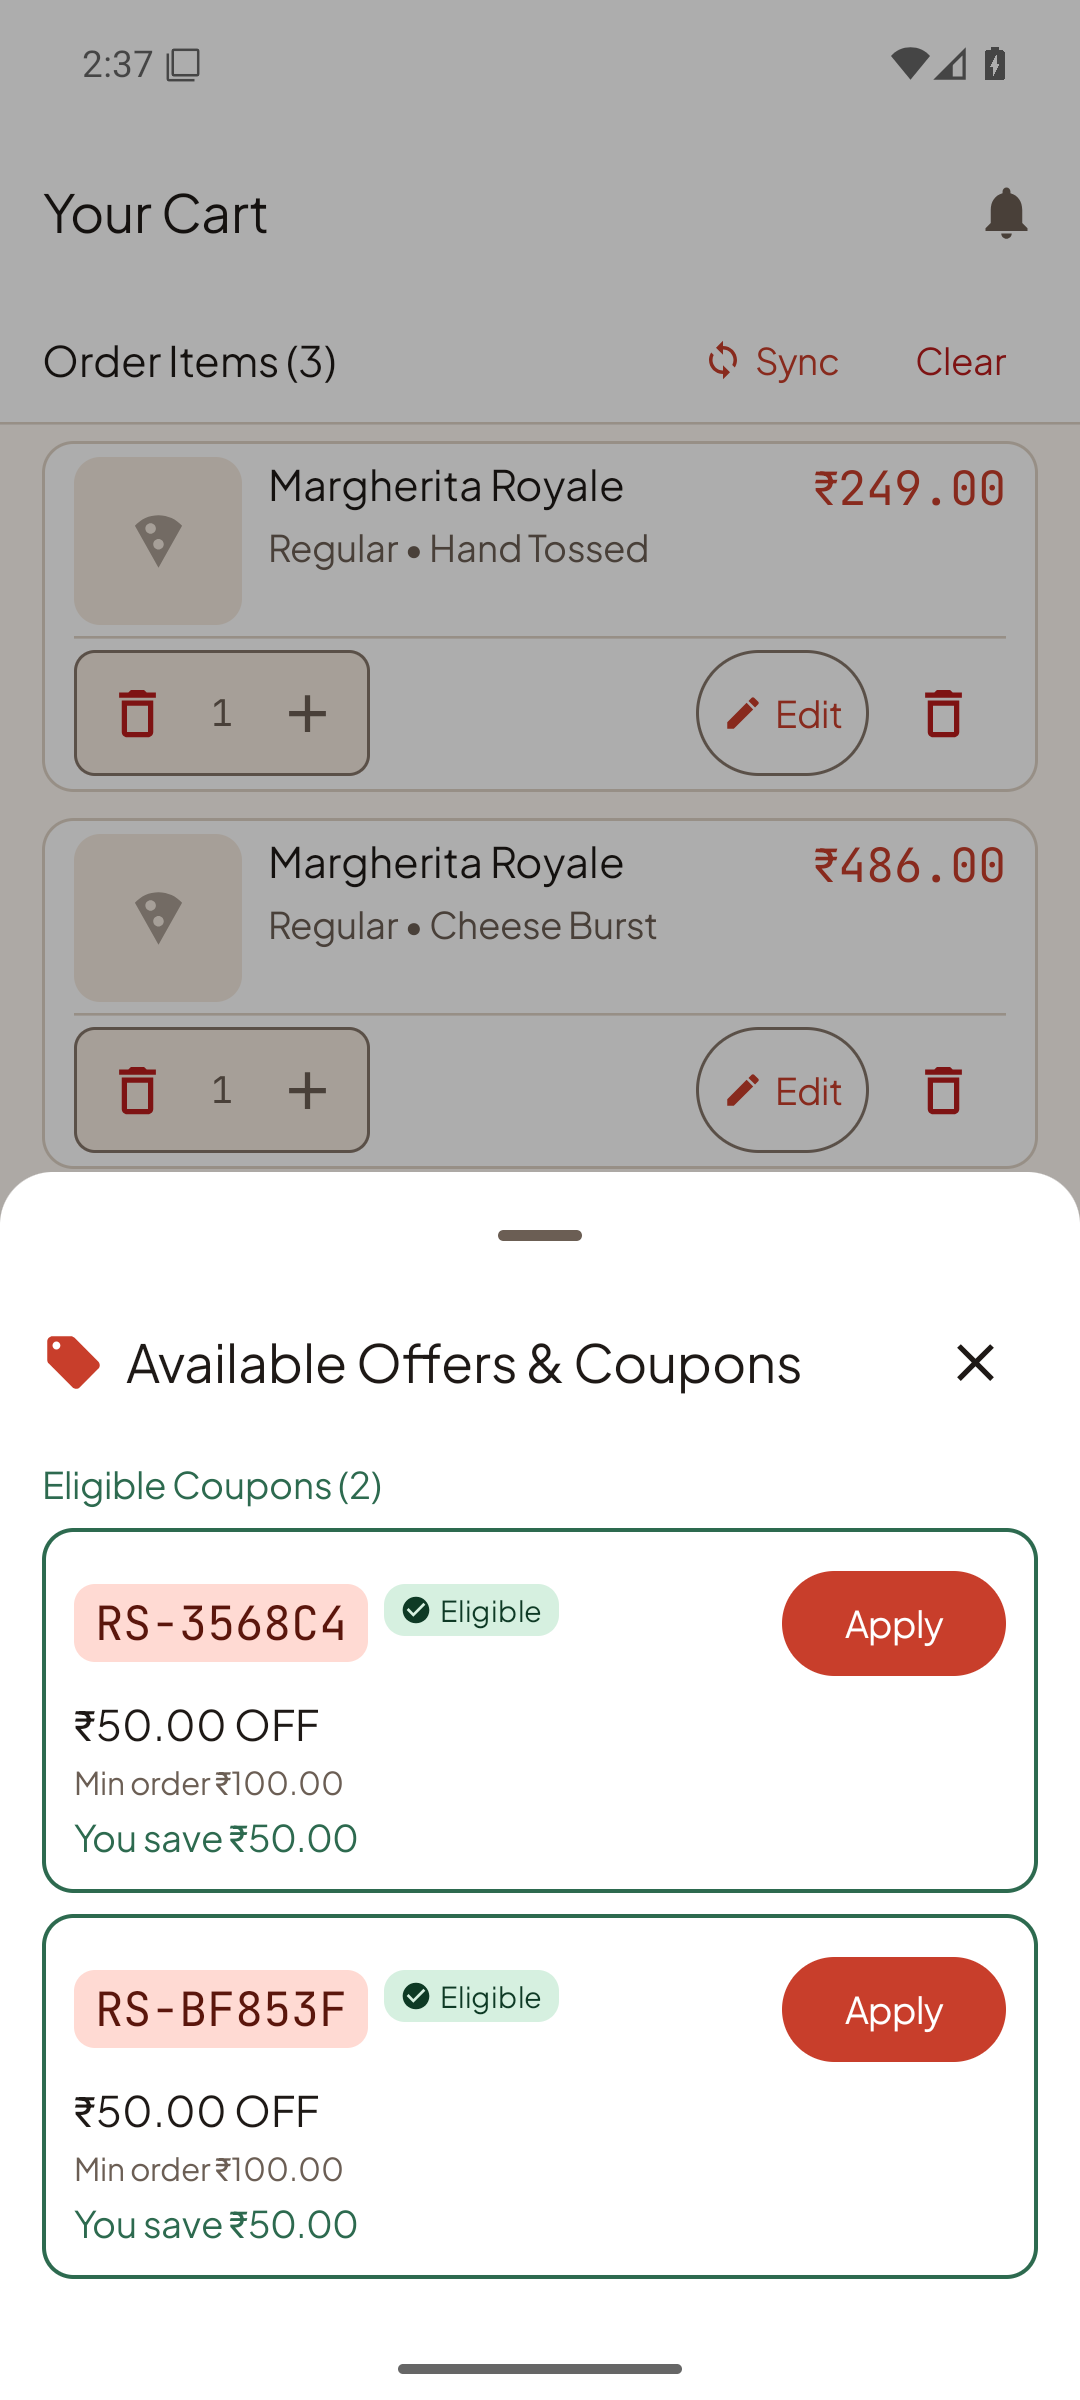 2:37
Your Cart
Order Items (3)
Sync
Clear
Margherita Royale
₹249.00
Regular • Hand Tossed
1
Edit
Margherita Royale
₹486.00
Regular • Cheese Burst
1
Edit
Available Offers & Coupons
Eligible Coupons (2)
RS-3568C4
Eligible
Apply
₹50.00 OFF
Min order ₹100.00
You save ₹50.00
RS-BF853F
Eligible
Apply
₹50.00 OFF
Min order ₹100.00
You save ₹50.00